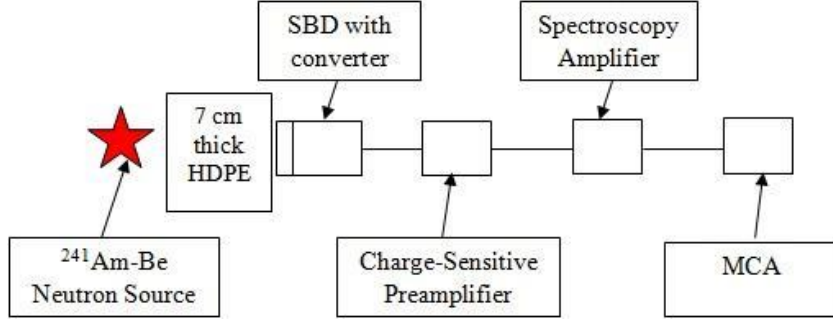 SBD with
converter
Spectroscopy
Amplifier
7 cm
thick
HDPE
²⁴¹Am-Be
Neutron Source
Charge-Sensitive
Preamplifier
MCA